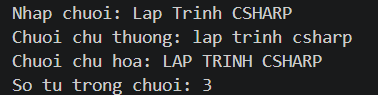 Nhap chuoi: Lap Trinh CSHARP
Chuoi chu thuong: lap trinh csharp
Chuoi chu hoa: LAP TRINH CSHARP
So tu trong chuoi: 3